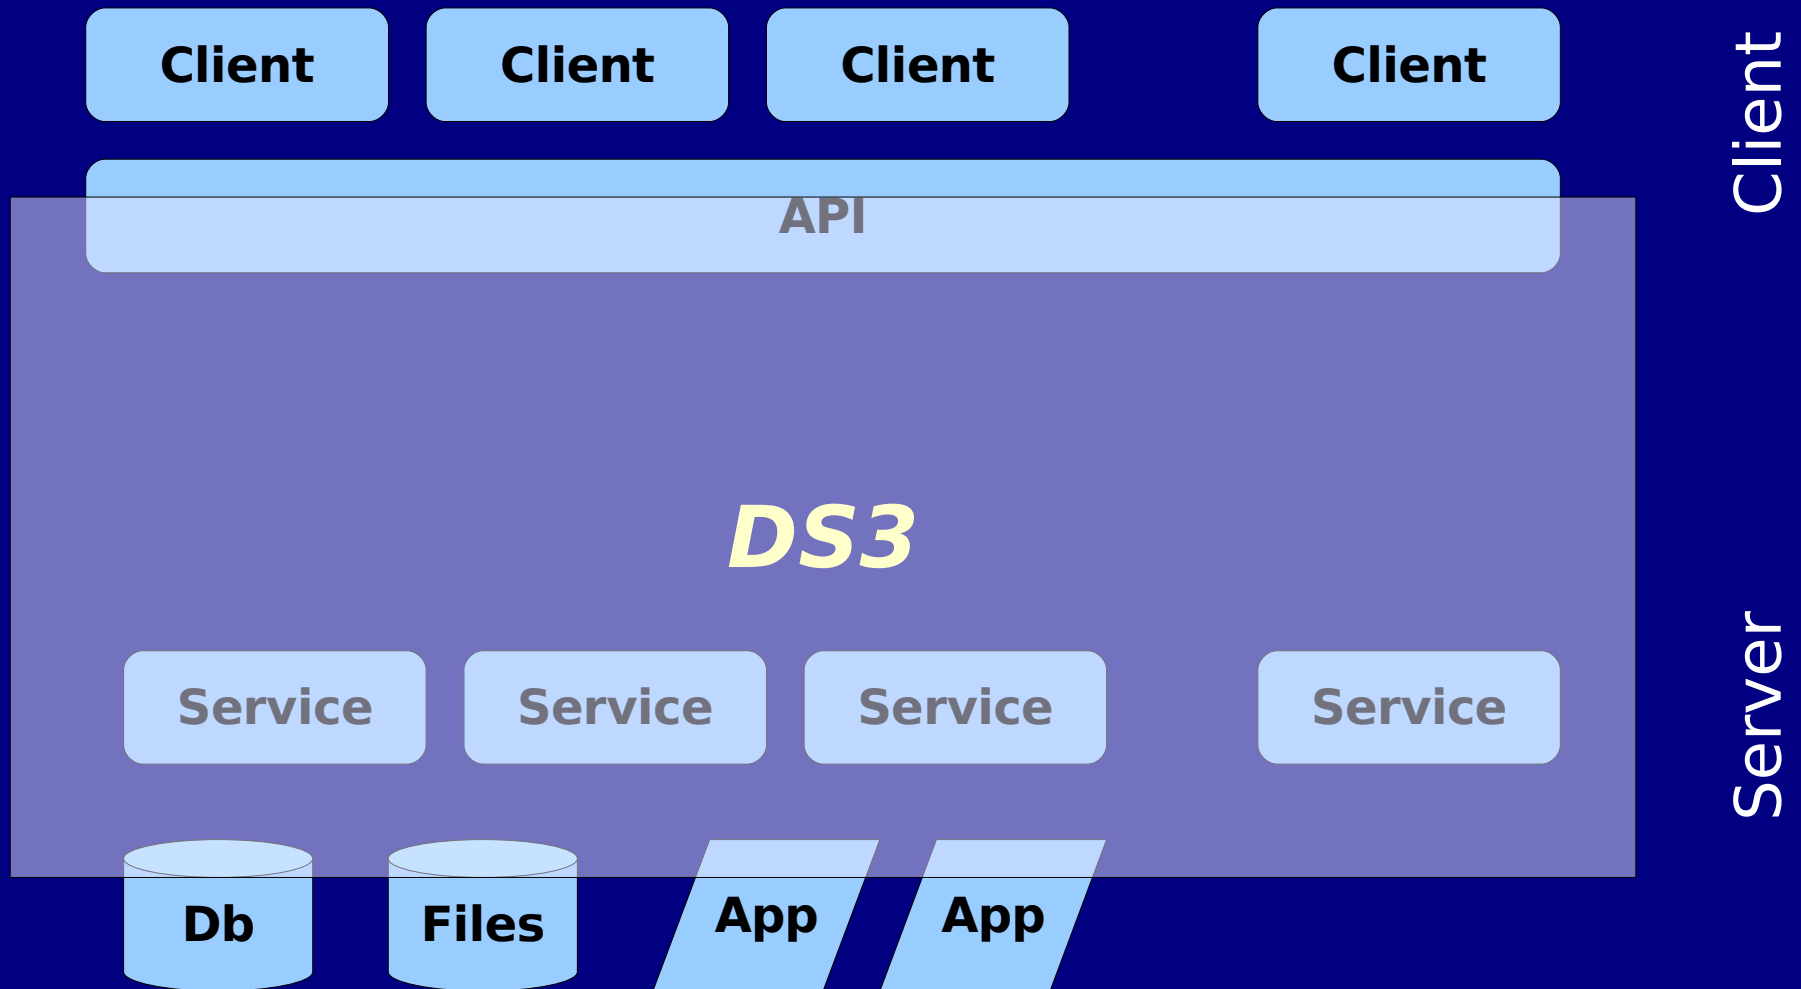 Client Client Client Client
API
DS3
Service Service Service Service
Db Files App App
Client
Server